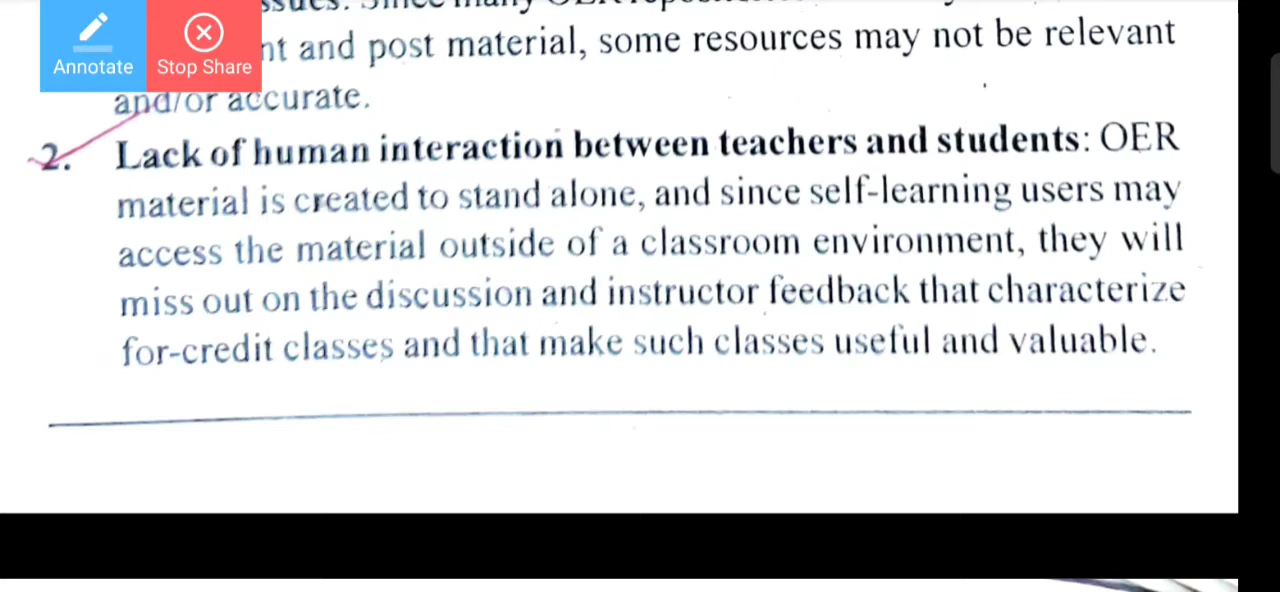 Annotate
Stop Share
nt and post material, some resources may not be relevant
and/or accurate.
2. Lack of human interaction between teachers and students: OER
material is created to stand alone, and since self-learning users may
access the material outside of a classroom environment, they will
miss out on the discussion and instructor feedback that characterize
for-credit classes and that make such classes useful and valuable.